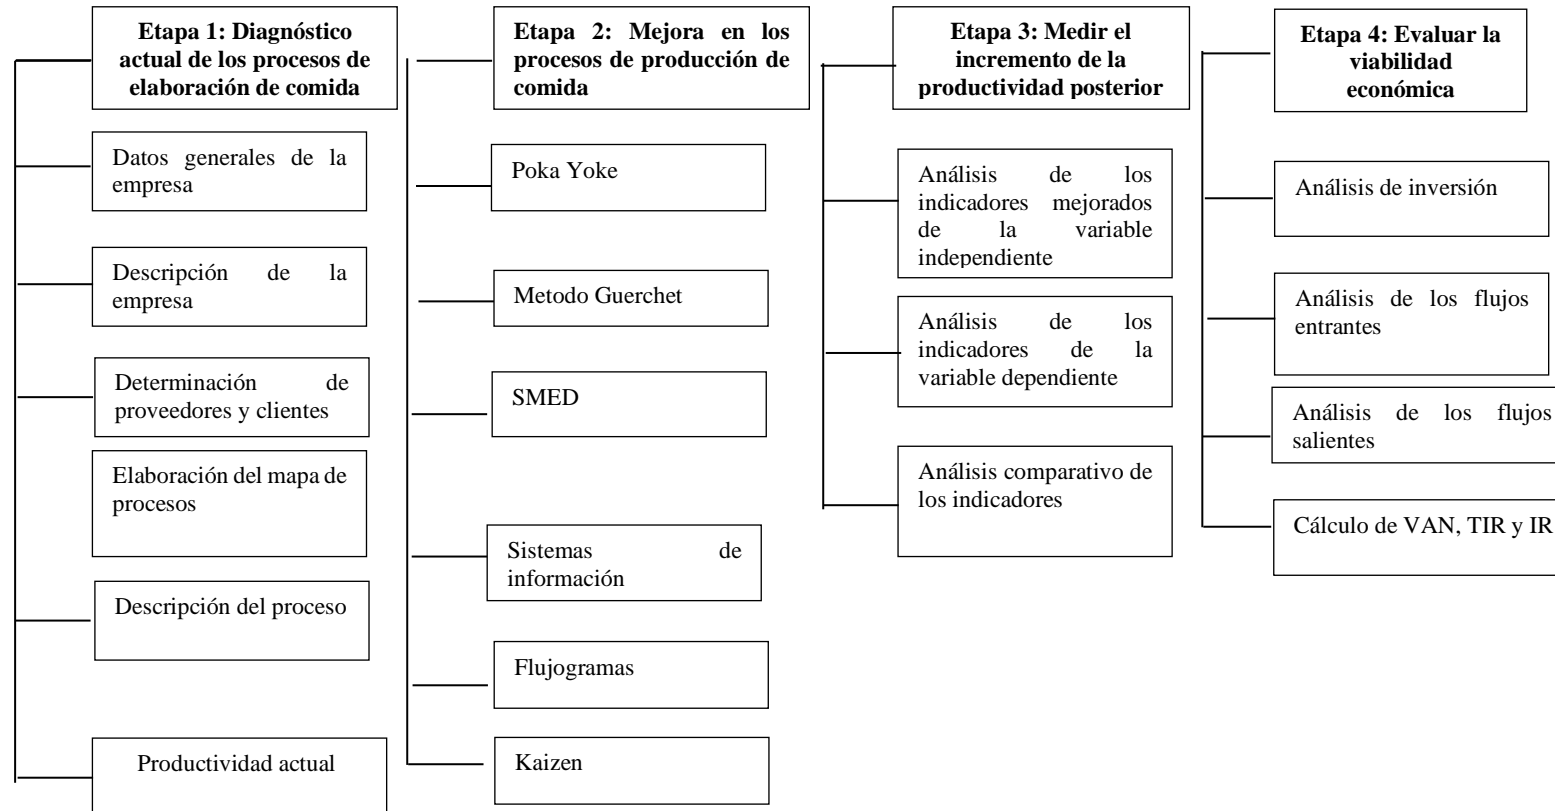 Etapa 1: Diagnóstico
actual de los procesos de
elaboración de comida
Datos generales de la
empresa
Descripción de la
empresa
Determinación de
proveedores y clientes
Elaboración del mapa de
procesos
Descripción del proceso
Productividad actual
Etapa 2: Mejora en los
procesos de producción de
comida
Poka Yoke
Metodo Guerchet
SMED
Sistemas de
información
Flujogramas
Kaizen
Etapa 3: Medir el
incremento de la
productividad posterior
Análisis de los
indicadores mejorados
de la variable
independiente
Análisis de los
indicadores de la
variable dependiente
Análisis comparativo de
los indicadores
Etapa 4: Evaluar la
viabilidad
económica
Análisis de inversión
Análisis de los flujos
entrantes
Análisis de los flujos
salientes
Cálculo de VAN, TIR y IR